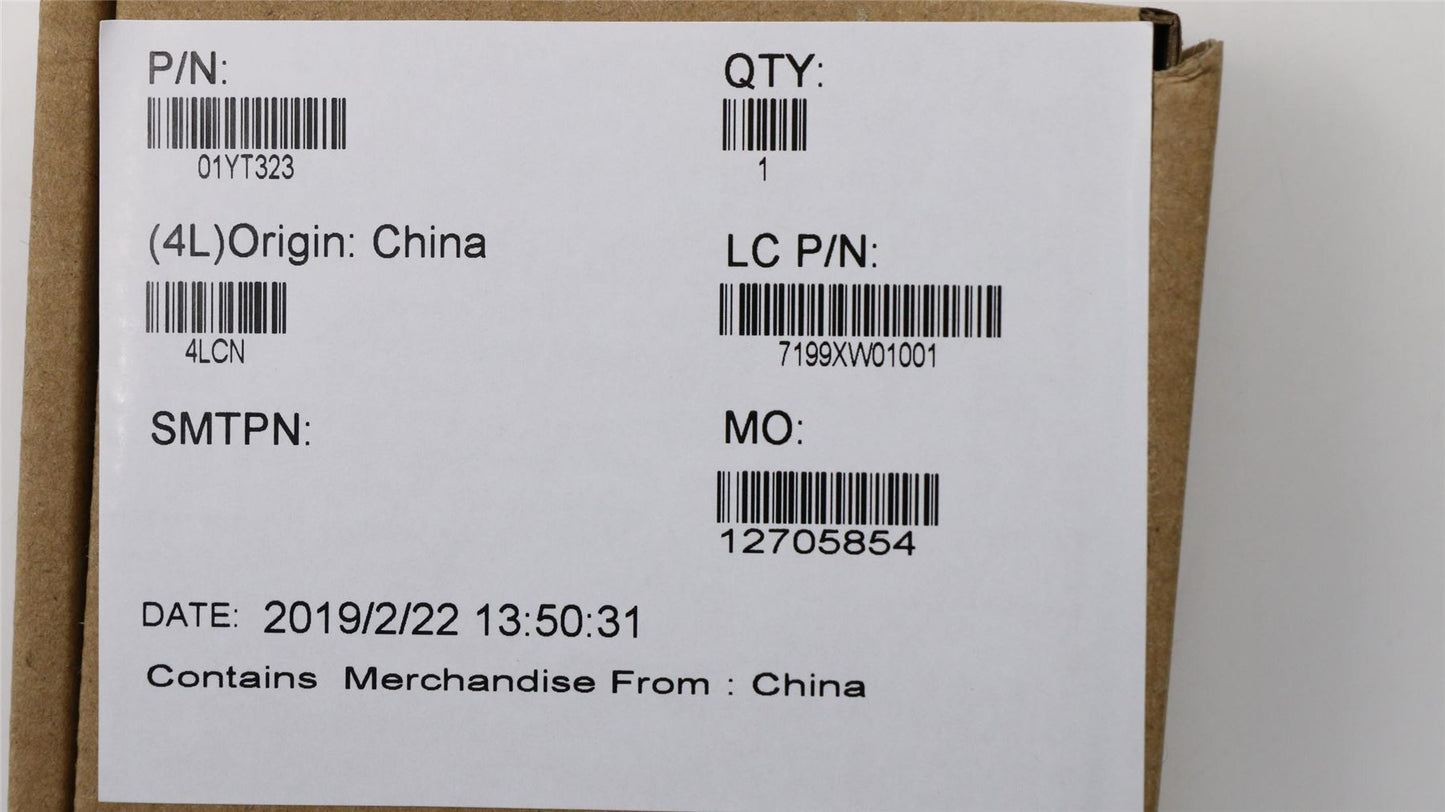 P/N:
01YT323
QTY:
1
(4L)Origin: China
4LCN
LC P/N:
7199XW01001
SMTPN:
MO:
12705854
DATE: 2019/2/22 13:50:31
Contains Merchandise From : China